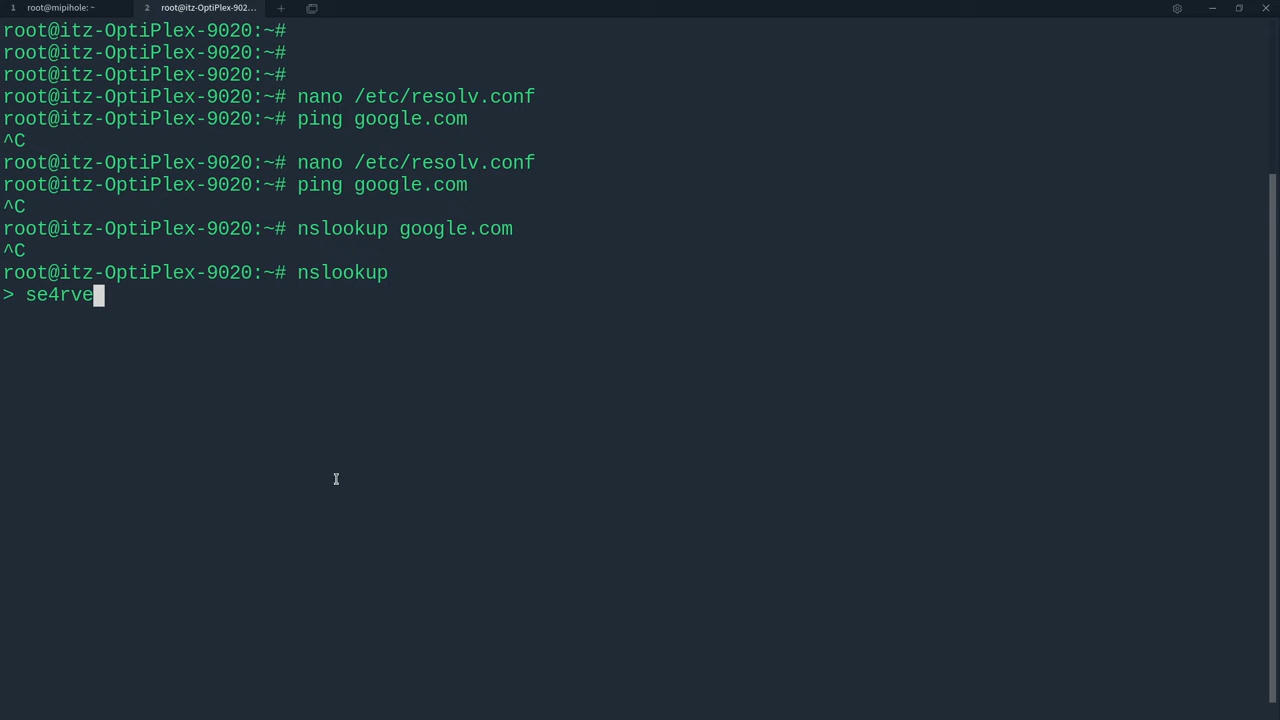 1 root@mipihole: ~ 2 root@itz-OptiPlex-902...
root@itz-OptiPlex-9020:~#
root@itz-OptiPlex-9020:~#
root@itz-OptiPlex-9020:~#
root@itz-OptiPlex-9020:~# nano /etc/resolv.conf
root@itz-OptiPlex-9020:~# ping google.com
^C
root@itz-OptiPlex-9020:~# nano /etc/resolv.conf
root@itz-OptiPlex-9020:~# ping google.com
^C
root@itz-OptiPlex-9020:~# nslookup google.com
^C
root@itz-OptiPlex-9020:~# nslookup
> se4rve